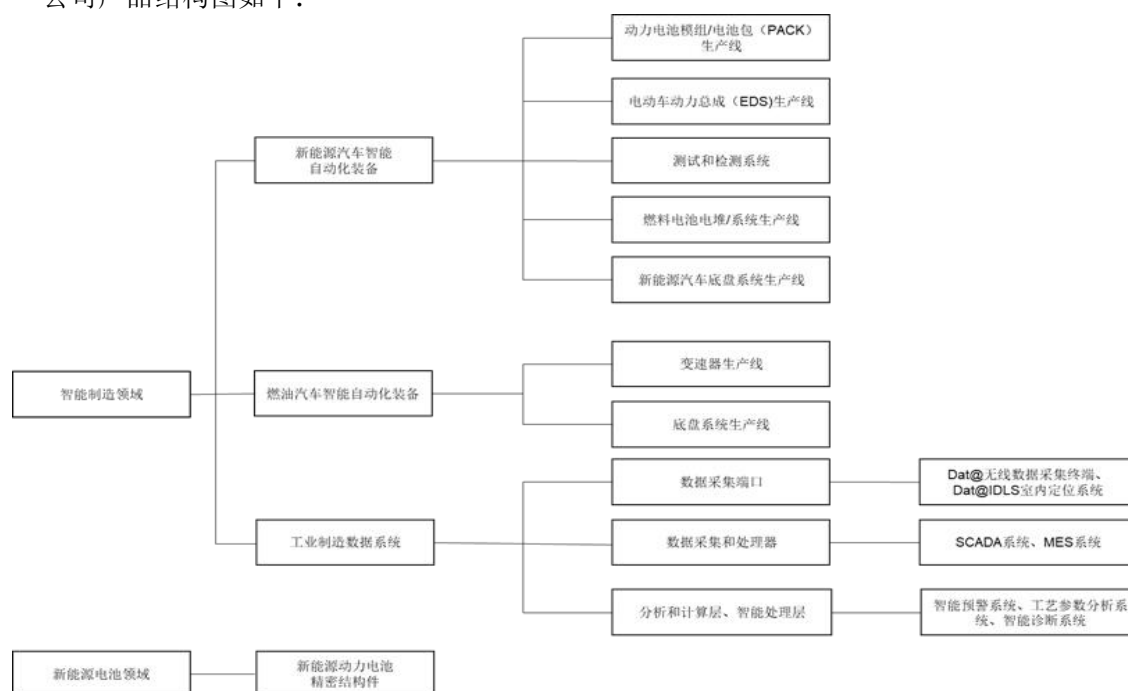 公司产品结构图如下：
动力电池模组/电池包（PACK）
生产线
电动车动力总成（EDS)生产线
新能源汽车智能
自动化装备
测试和检测系统
燃料电池电堆/系统生产线
新能源汽车底盘系统生产线
变速器生产线
智能制造领域
燃油汽车智能自动化装备
底盘系统生产线
数据采集端口
Dat@无线数据采集终端、
Dat@IDLS室内定位系统
工业制造数据系统
数据采集和处理器
SCADA系统、MES系统
分析和计算层、智能处理层
智能预警系统、工艺参数分析系
统、智能诊断系统
新能源电池领域
新能源动力电池
精密结构件